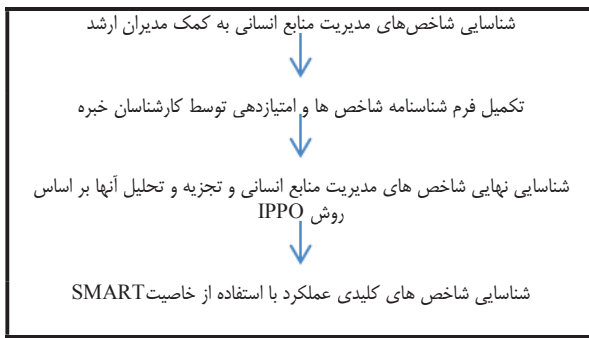 شناسایی شاخص‌های مدیریت منابع انسانی به کمک مدیران ارشد
تکمیل فرم شناسنامه شاخص ها و امتیازدهی توسط کارشناسان خبره
شناسایی نهایی شاخص های مدیریت منابع انسانی و تجزیه و تحلیل آنها بر اساس
روش IPPO
شناسایی شاخص های کلیدی عملکرد با استفاده از خاصیتSMART